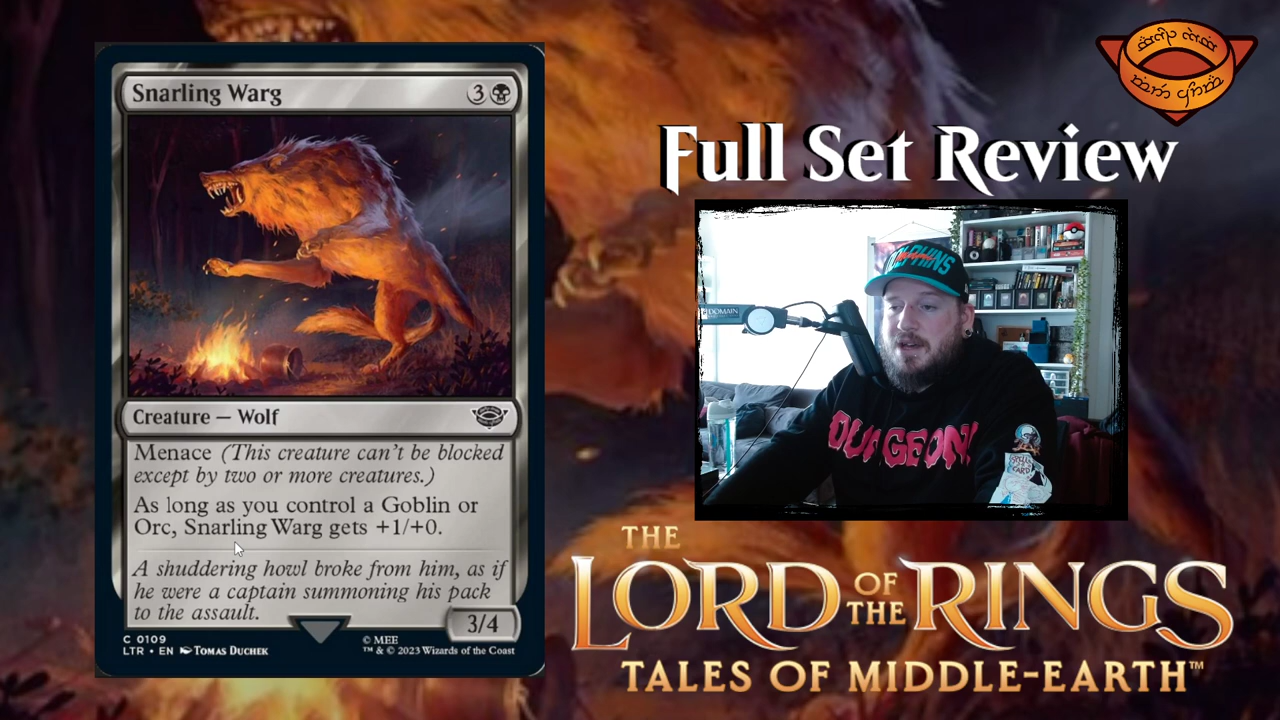 Snarling Warg
3
Creature — Wolf
Menace (This creature can't be blocked
except by two or more creatures.)
As long as you control a Goblin or
Orc, Snarling Warg gets +1/+0.
A shuddering howl broke from him, as if
he were a captain summoning his pack
to the assault.
3/4
C 0109
LTR • EN Tomas Duchek
© MEE
™ & © 2023 Wizards of the Coast
Full Set Review
DOLPHINS
DOMAIN
DUNGEON
THE
LORD OF THE RINGS
TALES OF MIDDLE-EARTH™